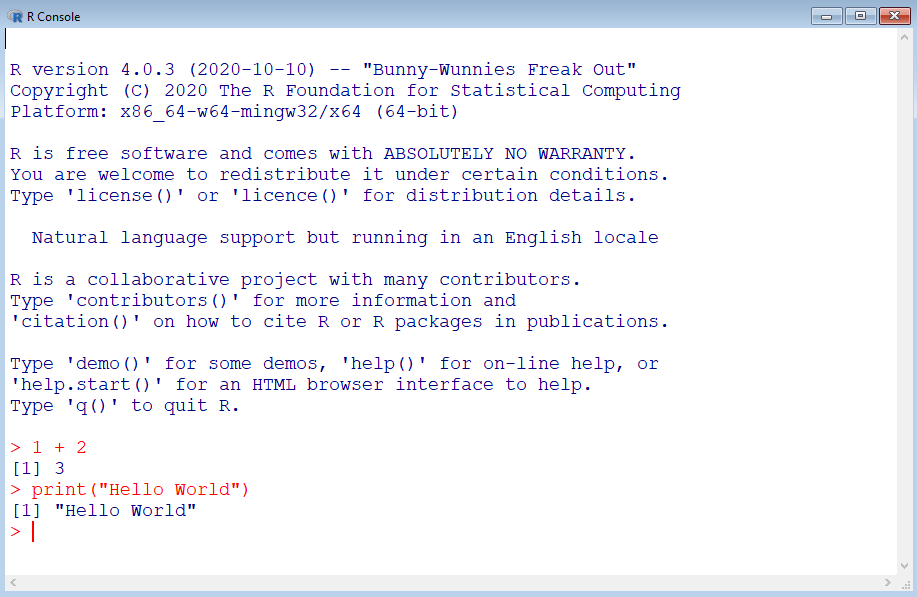 R Console
R version 4.0.3 (2020-10-10) -- "Bunny-Wunnies Freak Out"
Copyright (C) 2020 The R Foundation for Statistical Computing
Platform: x86_64-w64-mingw32/x64 (64-bit)
R is free software and comes with ABSOLUTELY NO WARRANTY.
You are welcome to redistribute it under certain conditions.
Type 'license()' or 'licence()' for distribution details.
Natural language support but running in an English locale
R is a collaborative project with many contributors.
Type 'contributors()' for more information and
'citation()' on how to cite R or R packages in publications.
Type 'demo()' for some demos, 'help()' for on-line help, or
'help.start()' for an HTML browser interface to help.
Type 'q()' to quit R.
> 1 + 2
[1] 3
> print("Hello World")
[1] "Hello World"
>